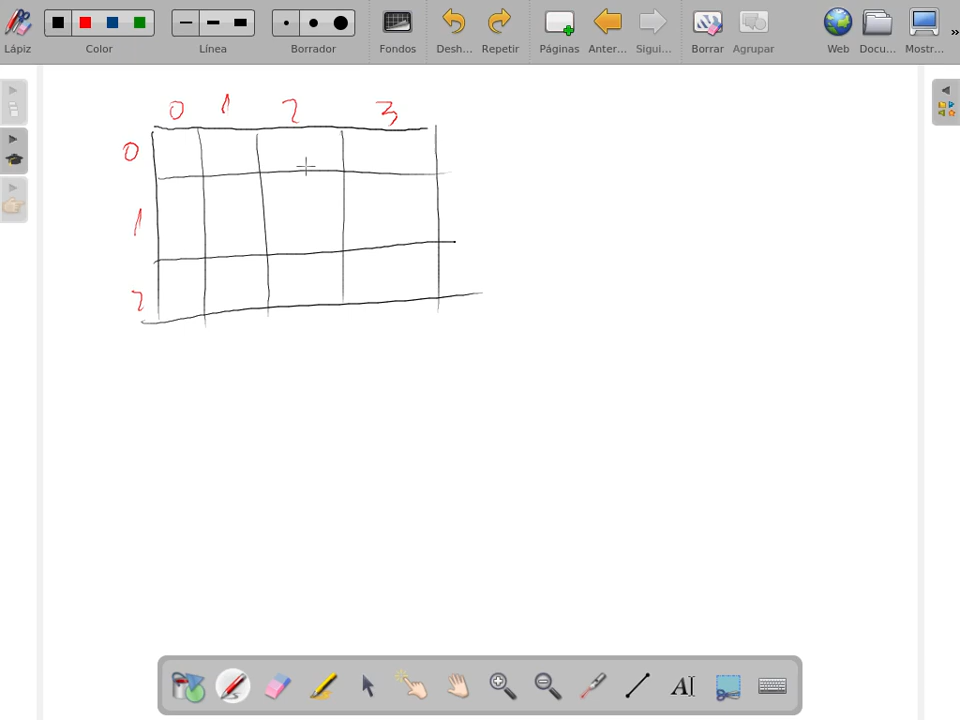 Lápiz Color Línea Borrador Fondos Desh... Repetir Páginas Anter... Sigui... Borrar Agrupar Web Docu... Mostr... »
0 1 2 3
0
1
2
A